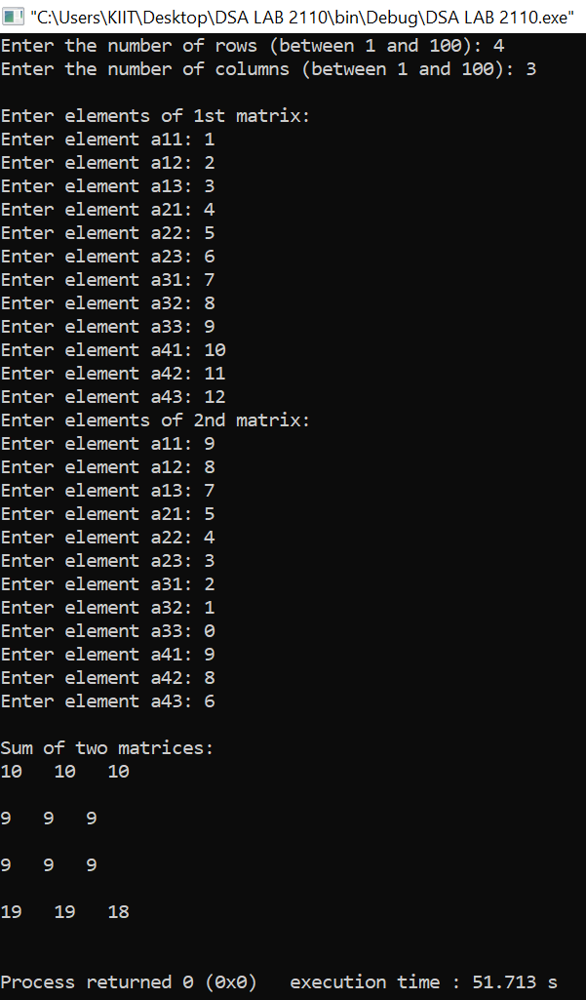 "C:\Users\KIIT\Desktop\DSA LAB 2110\bin\Debug\DSA LAB 2110.exe"
Enter the number of rows (between 1 and 100): 4
Enter the number of columns (between 1 and 100): 3
Enter elements of 1st matrix:
Enter element a11: 1
Enter element a12: 2
Enter element a13: 3
Enter element a21: 4
Enter element a22: 5
Enter element a23: 6
Enter element a31: 7
Enter element a32: 8
Enter element a33: 9
Enter element a41: 10
Enter element a42: 11
Enter element a43: 12
Enter elements of 2nd matrix:
Enter element a11: 9
Enter element a12: 8
Enter element a13: 7
Enter element a21: 5
Enter element a22: 4
Enter element a23: 3
Enter element a31: 2
Enter element a32: 1
Enter element a33: 0
Enter element a41: 9
Enter element a42: 8
Enter element a43: 6
Sum of two matrices:
10   10   10
9   9   9
9   9   9
19   19   18
Process returned 0 (0x0)   execution time : 51.713 s